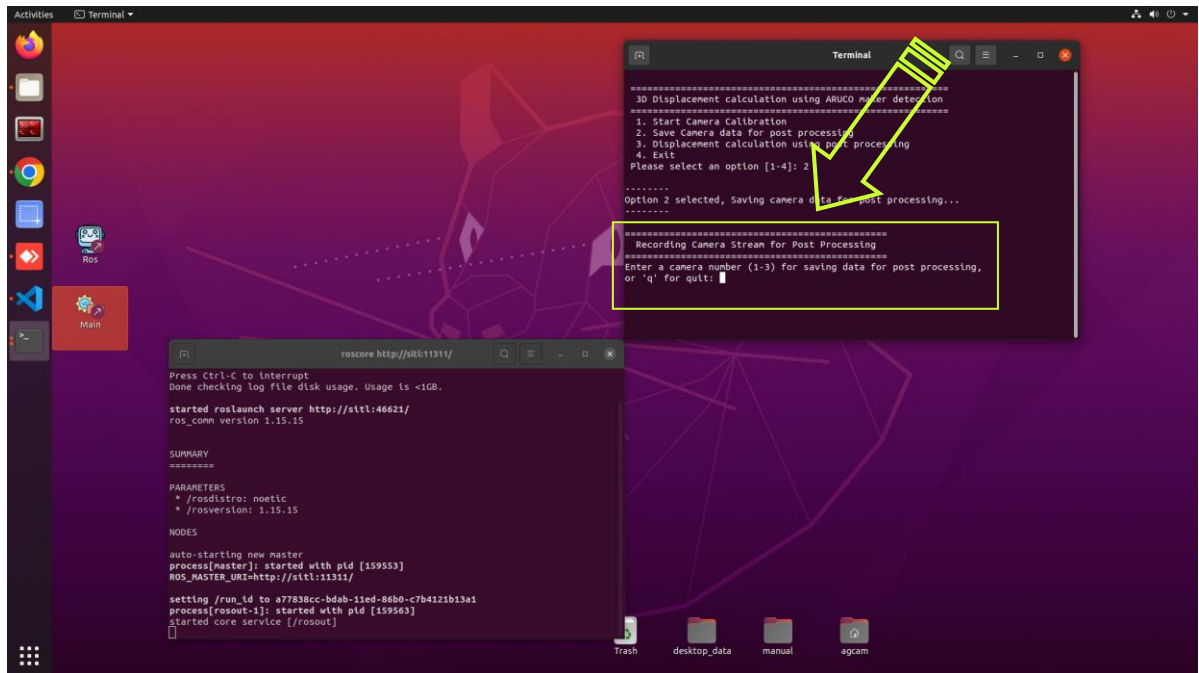 Activities
Terminal
Terminal
==========================================================
3D Displacement calculation using ARUCO maker detection
==========================================================
1. Start Camera Calibration
2. Save Camera data for post processing
3. Displacement calculation using post processing
4. Exit
Please select an option [1-4]: 2
--------
Option 2 selected, Saving camera data for post processing...
--------
===============================================
Recording Camera Stream for Post Processing
===============================================
Enter a camera number (1-3) for saving data for post processing,
or 'q' for quit:
Ros
Main
roscore http://sitl:11311/
Press Ctrl-C to interrupt
Done checking log file disk usage. Usage is <1GB.
started roslaunch server http://sitl:46621/
ros_comm version 1.15.15
SUMMARY
========
PARAMETERS
* /rosdistro: noetic
* /rosversion: 1.15.15
NODES
auto-starting new master
process[master]: started with pid [159553]
ROS_MASTER_URI=http://sitl:11311/
setting /run_id to a77838cc-bdab-11ed-86b0-c7b4121b13a1
process[rosout-1]: started with pid [159563]
started core service [/rosout]
Trash
desktop_data
manual
agcam